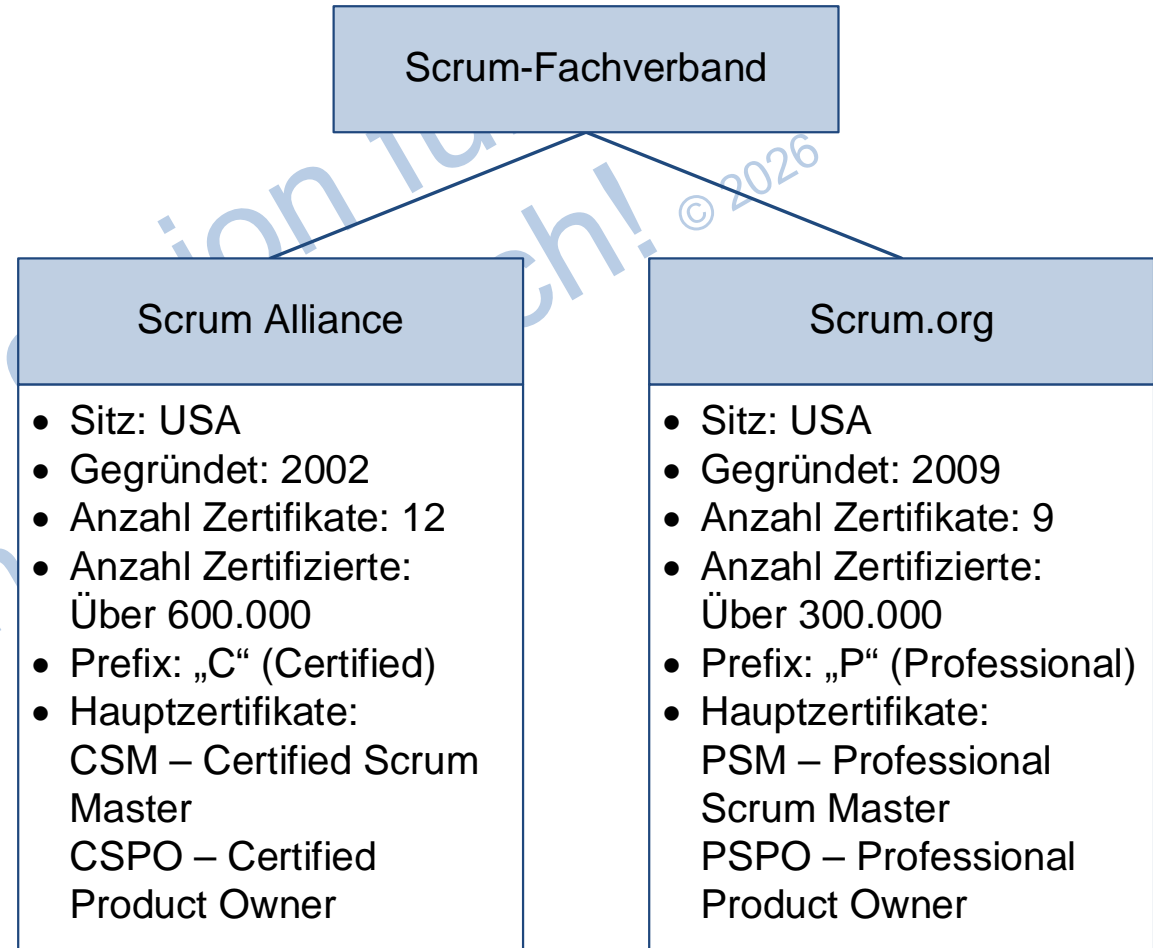 Scrum-Fachverband
© 2026
Scrum Alliance
• Sitz: USA
• Gegründet: 2002
• Anzahl Zertifikate: 12
• Anzahl Zertifizierte:
Über 600.000
• Prefix: „C“ (Certified)
• Hauptzertifikate:
CSM – Certified Scrum
Master
CSPO – Certified
Product Owner
Scrum.org
• Sitz: USA
• Gegründet: 2009
• Anzahl Zertifikate: 9
• Anzahl Zertifizierte:
Über 300.000
• Prefix: „P“ (Professional)
• Hauptzertifikate:
PSM – Professional
Scrum Master
PSPO – Professional
Product Owner